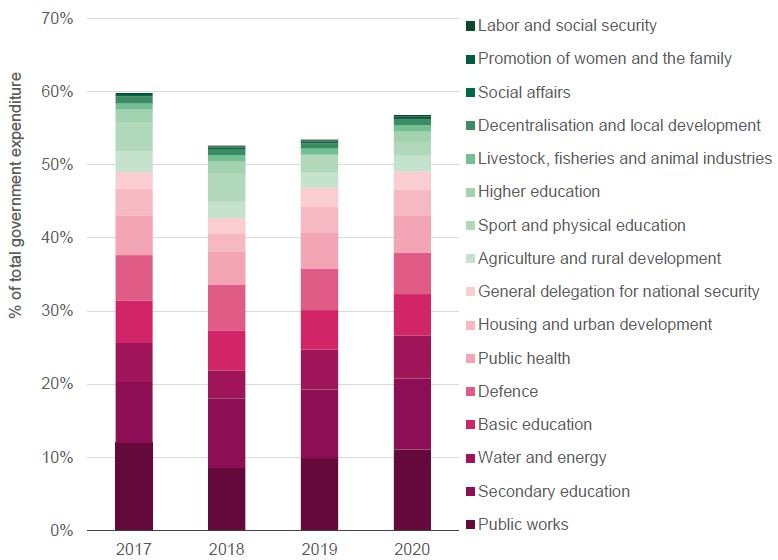 % of total government expenditure
70%
60%
50%
40%
30%
20%
10%
0%
2017
2018
2019
2020
Labor and social security
Promotion of women and the family
Social affairs
Decentralisation and local development
Livestock, fisheries and animal industries
Higher education
Sport and physical education
Agriculture and rural development
General delegation for national security
Housing and urban development
Public health
Defence
Basic education
Water and energy
Secondary education
Public works